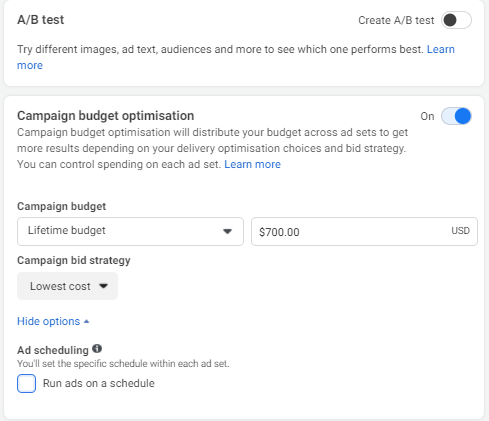 A/B test
Create A/B test
Try different images, ad text, audiences and more to see which one performs best. Learn
more
Campaign budget optimisation
On
Campaign budget optimisation will distribute your budget across ad sets to get
more results depending on your delivery optimisation choices and bid strategy.
You can control spending on each ad set. Learn more
Campaign budget
Lifetime budget
$700.00
USD
Campaign bid strategy
Lowest cost
Hide options
Ad scheduling
You'll set the specific schedule within each ad set.
Run ads on a schedule